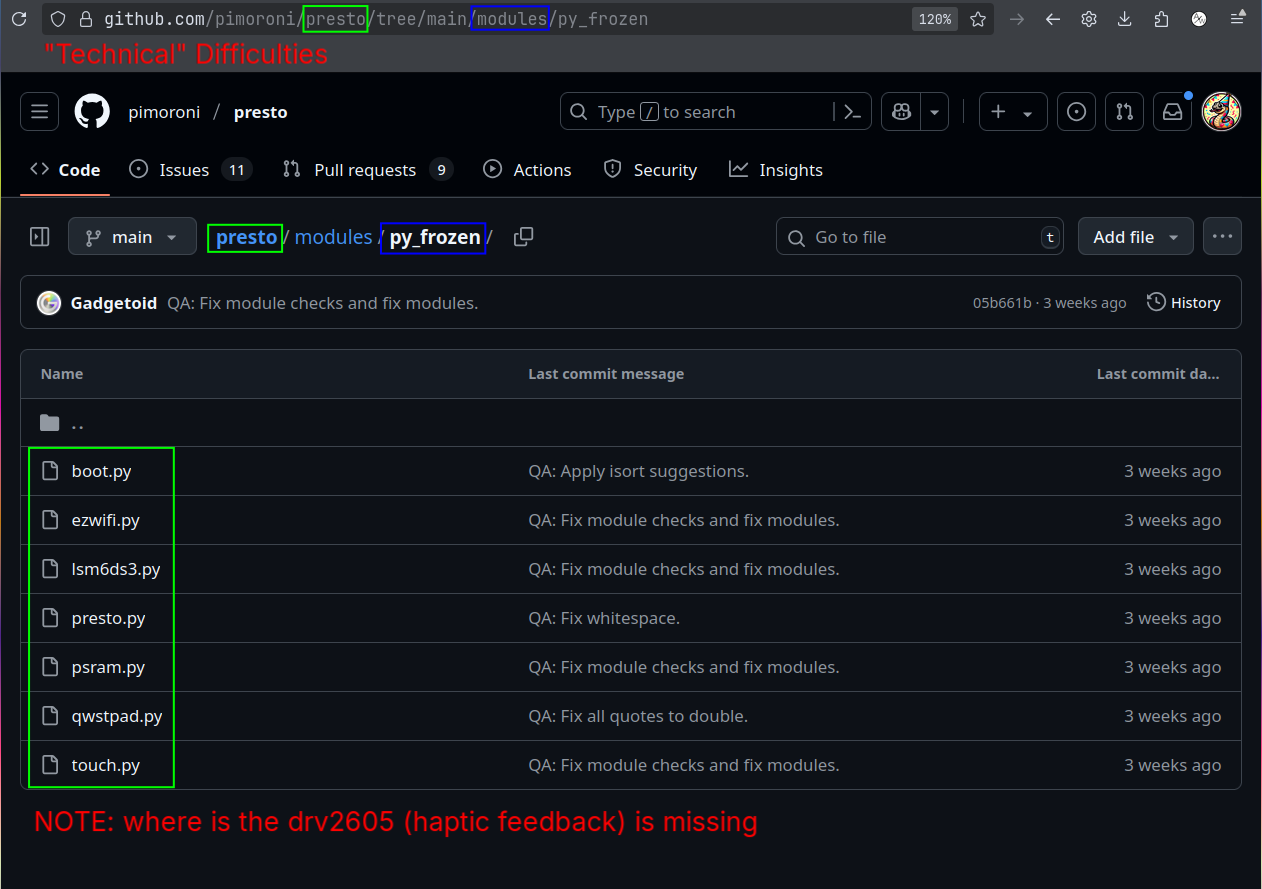 github.com/pimoroni/presto/tree/main/modules/py_frozen 120%
"Technical" Difficulties
pimoroni / presto Type / to search
Code Issues 11 Pull requests 9 Actions Security Insights
main presto / modules / py_frozen / Go to file t Add file
Gadgetoid QA: Fix module checks and fix modules. 05b661b · 3 weeks ago History
Name Last commit message Last commit da...
..
boot.py QA: Apply isort suggestions. 3 weeks ago
ezwifi.py QA: Fix module checks and fix modules. 3 weeks ago
lsm6ds3.py QA: Fix module checks and fix modules. 3 weeks ago
presto.py QA: Fix whitespace. 3 weeks ago
psram.py QA: Fix module checks and fix modules. 3 weeks ago
qwstpad.py QA: Fix all quotes to double. 3 weeks ago
touch.py QA: Fix module checks and fix modules. 3 weeks ago
NOTE: where is the drv2605 (haptic feedback) is missing